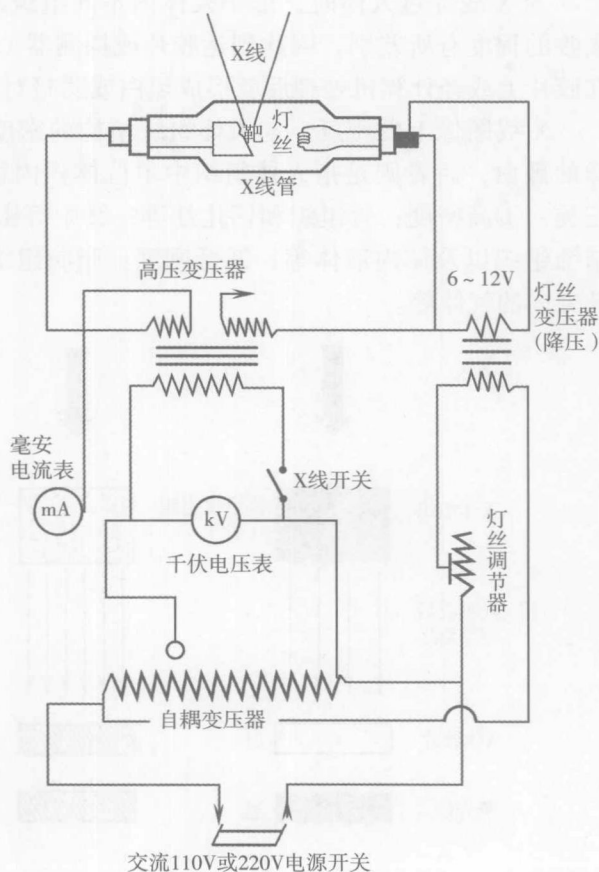 X线
靶
灯丝
X线管
高压变压器
6~12V
灯丝
变压器
(降压)
毫安
电流表
mA
X线开关
kV
千伏电压表
灯丝调节器
自耦变压器
交流110V或220V电源开关